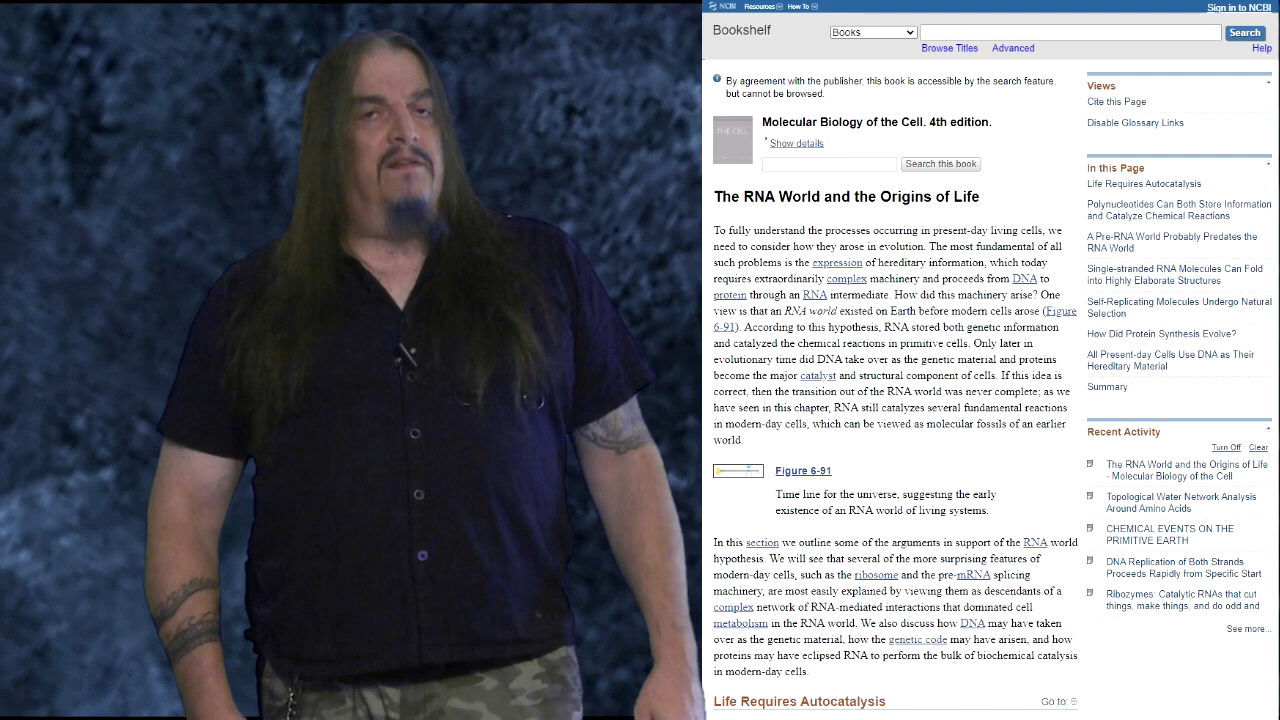 NCBI Resources How To Sign in to NCBI
Bookshelf
Books
Search
Browse Titles Advanced
Help
By agreement with the publisher, this book is accessible by the search feature,
but cannot be browsed.
THE CELL
Molecular Biology of the Cell. 4th edition.
Show details
Search this book
The RNA World and the Origins of Life
To fully understand the processes occurring in present-day living cells, we
need to consider how they arose in evolution. The most fundamental of all
such problems is the expression of hereditary information, which today
requires extraordinarily complex machinery and proceeds from DNA to
protein through an RNA intermediate. How did this machinery arise? One
view is that an RNA world existed on Earth before modern cells arose (Figure
6-91). According to this hypothesis, RNA stored both genetic information
and catalyzed the chemical reactions in primitive cells. Only later in
evolutionary time did DNA take over as the genetic material and proteins
become the major catalyst and structural component of cells. If this idea is
correct, then the transition out of the RNA world was never complete; as we
have seen in this chapter, RNA still catalyzes several fundamental reactions
in modern-day cells, which can be viewed as molecular fossils of an earlier
world.
Figure 6-91
Time line for the universe, suggesting the early
existence of an RNA world of living systems.
In this section we outline some of the arguments in support of the RNA world
hypothesis. We will see that several of the more surprising features of
modern-day cells, such as the ribosome and the pre-mRNA splicing
machinery, are most easily explained by viewing them as descendants of a
complex network of RNA-mediated interactions that dominated cell
metabolism in the RNA world. We also discuss how DNA may have taken
over as the genetic material, how the genetic code may have arisen, and how
proteins may have eclipsed RNA to perform the bulk of biochemical catalysis
in modern-day cells.
Life Requires Autocatalysis
Go to:
Views
Cite this Page
Disable Glossary Links
In this Page
Life Requires Autocatalysis
Polynucleotides Can Both Store Information
and Catalyze Chemical Reactions
A Pre-RNA World Probably Predates the
RNA World
Single-stranded RNA Molecules Can Fold
into Highly Elaborate Structures
Self-Replicating Molecules Undergo Natural
Selection
How Did Protein Synthesis Evolve?
All Present-day Cells Use DNA as Their
Hereditary Material
Summary
Recent Activity
Turn Off Clear
The RNA World and the Origins of Life
- Molecular Biology of the Cell
Topological Water Network Analysis
Around Amino Acids
CHEMICAL EVENTS ON THE
PRIMITIVE EARTH
DNA Replication of Both Strands
Proceeds Rapidly from Specific Start
Ribozymes: Catalytic RNAs that cut
things, make things, and do odd and
See more...